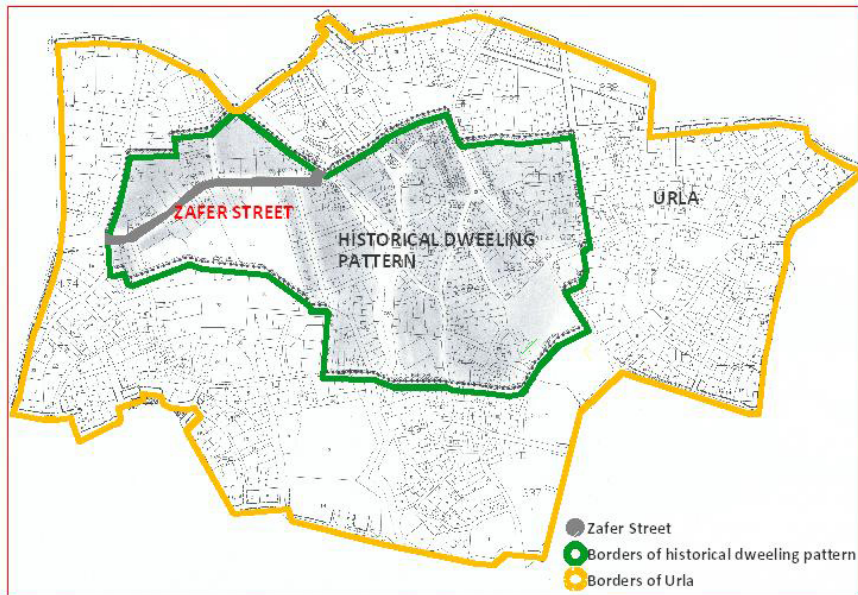 URLA
ZAFER STREET
HISTORICAL DWEELING
PATTERN
Zafer Street
Borders of historical dweeling pattern
Borders of Urla